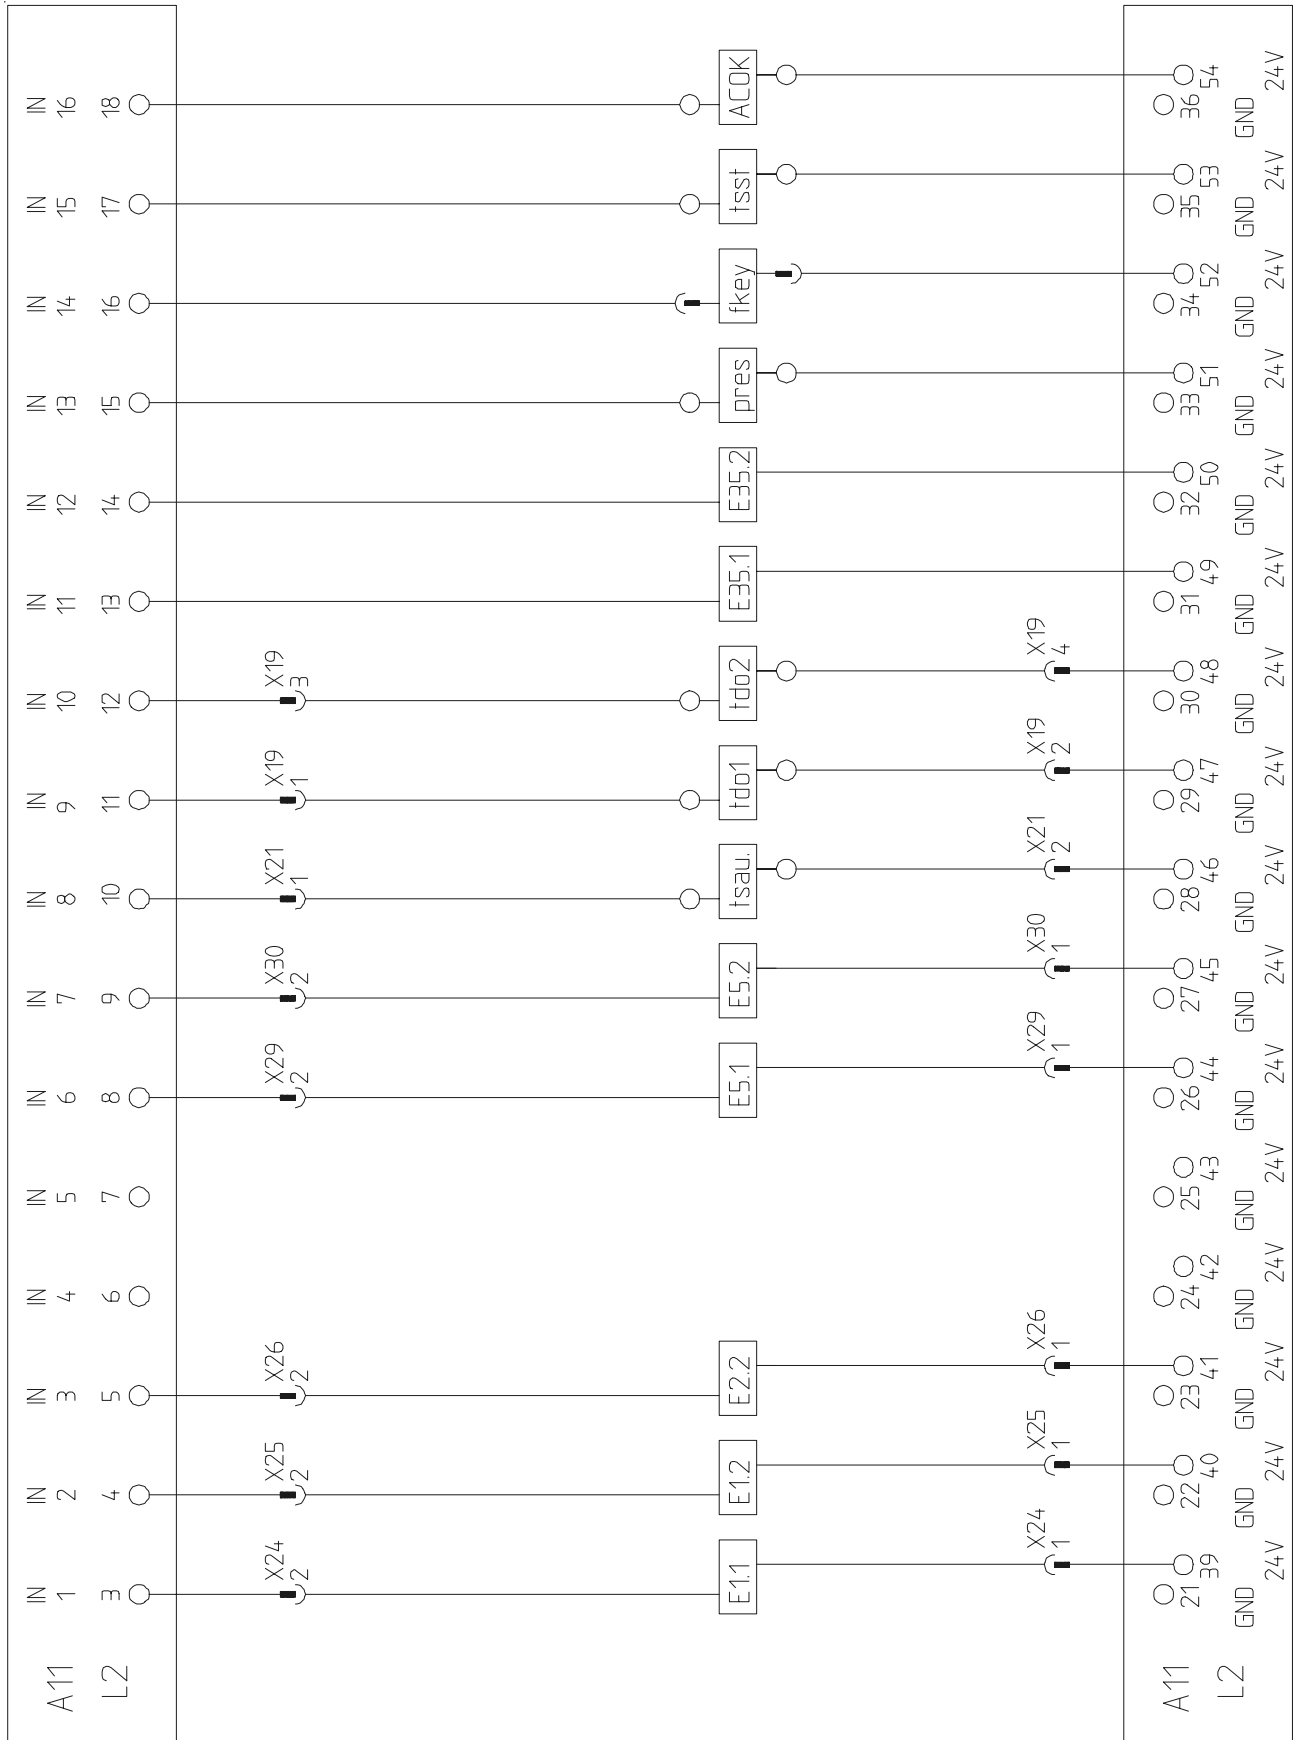 IN IN IN IN IN IN IN IN IN IN IN IN IN IN IN IN
A11 1 2 3 4 5 6 7 8 9 10 11 12 13 14 15 16
L2 3 4 5 6 7 8 9 10 11 12 13 14 15 16 17 18
X24 X25 X26 X29 X30 X21 X19 X19
2 2 2 2 2 1 1 3
E1.1 E1.2 E2.2 E5.1 E5.2 tsau. tdo1 tdo2 E35.1 E35.2 pres fkey tsst ACOK
X24 X25 X26 X29 X30 X21 X19 X19
1 1 1 1 1 2 2 4
A11 21 22 23 24 25 26 27 28 29 30 31 32 33 34 35 36
39 40 41 42 43 44 45 46 47 48 49 50 51 52 53 54
L2 GND GND GND GND GND GND GND GND GND GND GND GND GND GND GND GND
24V 24V 24V 24V 24V 24V 24V 24V 24V 24V 24V 24V 24V 24V 24V 24V